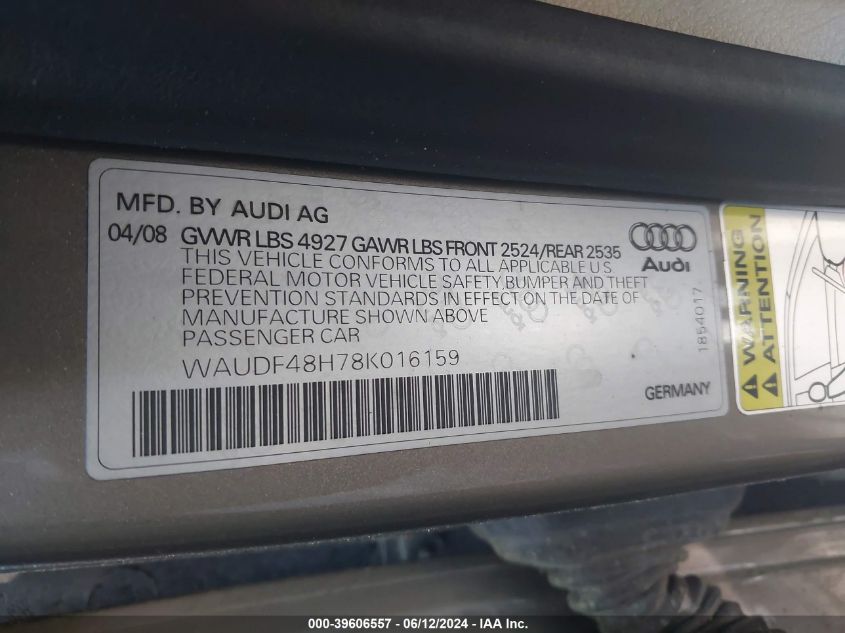 MFD. BY AUDI AG
04/08 GVWR LBS 4927 GAWR LBS FRONT 2524/REAR 2535
THIS VEHICLE CONFORMS TO ALL APPLICABLE U S
FEDERAL MOTOR VEHICLE SAFETY,BUMPER AND THEFT
PREVENTION STANDARDS IN EFFECT ON THE DATE OF
MANUFACTURE SHOWN ABOVE
PASSENGER CAR
WAUDF48H78K016159
Audi
1854017
GERMANY
WARNING
ATTENTION
000-39606557 - 06/12/2024 - IAA Inc.